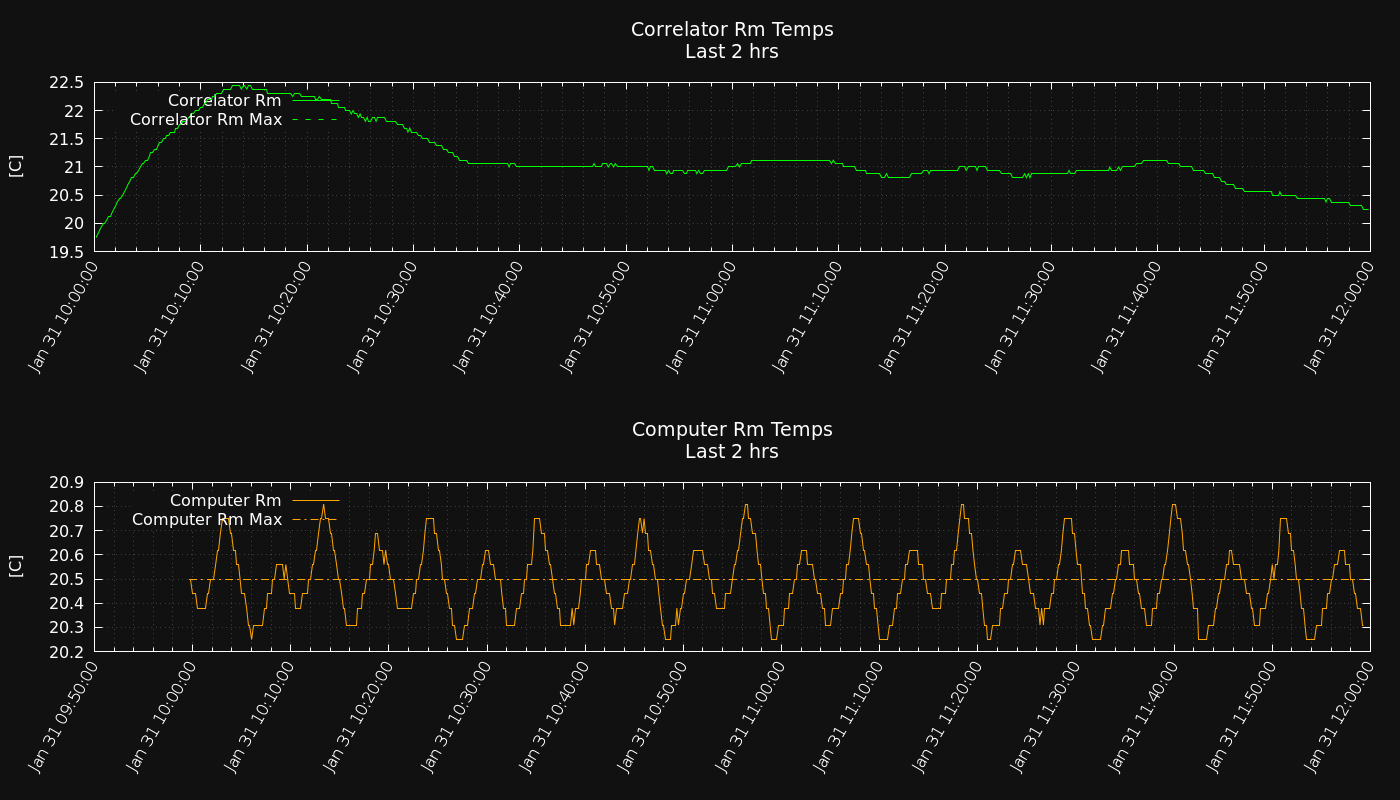 Correlator Rm Temps
Last 2 hrs
22.5
22
21.5
21
20.5
20
19.5
[C]
Correlator Rm
Correlator Rm Max
Jan 31 10:00:00
Jan 31 10:10:00
Jan 31 10:20:00
Jan 31 10:30:00
Jan 31 10:40:00
Jan 31 10:50:00
Jan 31 11:00:00
Jan 31 11:10:00
Jan 31 11:20:00
Jan 31 11:30:00
Jan 31 11:40:00
Jan 31 11:50:00
Jan 31 12:00:00
Computer Rm Temps
Last 2 hrs
20.9
20.8
20.7
20.6
20.5
20.4
20.3
20.2
[C]
Computer Rm
Computer Rm Max
Jan 31 09:50:00
Jan 31 10:00:00
Jan 31 10:10:00
Jan 31 10:20:00
Jan 31 10:30:00
Jan 31 10:40:00
Jan 31 10:50:00
Jan 31 11:00:00
Jan 31 11:10:00
Jan 31 11:20:00
Jan 31 11:30:00
Jan 31 11:40:00
Jan 31 11:50:00
Jan 31 12:00:00